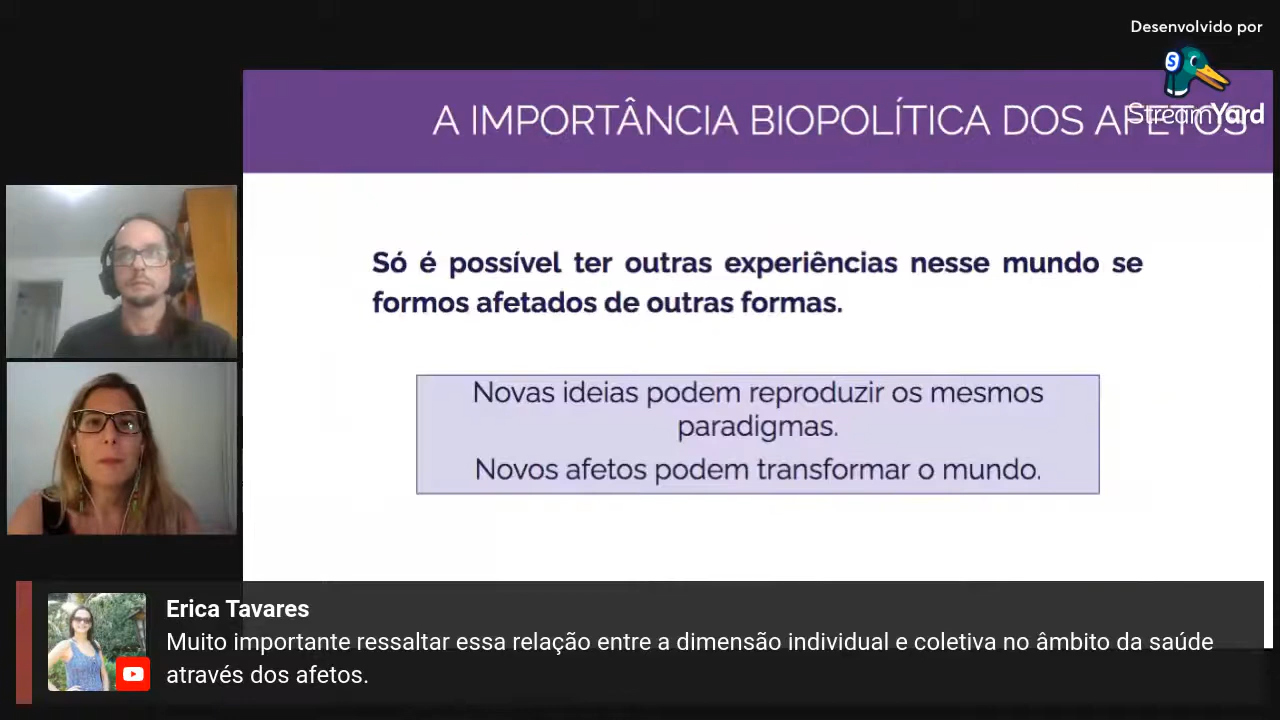 Desenvolvido por
StreamYard
A IMPORTÂNCIA BIOPOLÍTICA DOS AFETOS
Só é possível ter outras experiências nesse mundo se
formos afetados de outras formas.
Novas ideias podem reproduzir os mesmos
paradigmas.
Novos afetos podem transformar o mundo.
Erica Tavares
Muito importante ressaltar essa relação entre a dimensão individual e coletiva no âmbito da saúde
através dos afetos.